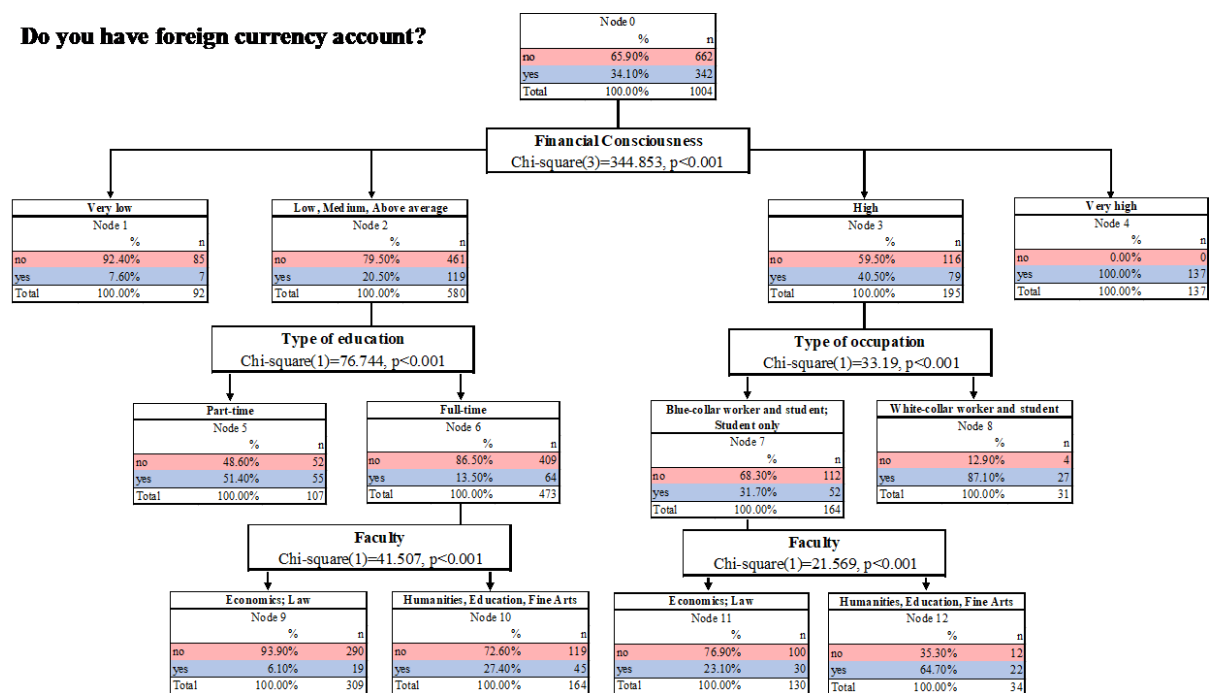 Do you have foreign currency account?
Node 0
% n
no 65.90% 662
yes 34.10% 342
Total 100.00% 1004
Financial Consciousness
Chi-square(3)=344.853, p<0.001
Very low
Node 1
% n
no 92.40% 85
yes 7.60% 7
Total 100.00% 92
Low, Medium, Above average
Node 2
% n
no 79.50% 461
yes 20.50% 119
Total 100.00% 580
High
Node 3
% n
no 59.50% 116
yes 40.50% 79
Total 100.00% 195
Very high
Node 4
% n
no 0.00% 0
yes 100.00% 137
Total 100.00% 137
Type of education
Chi-square(1)=76.744, p<0.001
Type of occupation
Chi-square(1)=33.19, p<0.001
Part-time
Node 5
% n
no 48.60% 52
yes 51.40% 55
Total 100.00% 107
Full-time
Node 6
% n
no 86.50% 409
yes 13.50% 64
Total 100.00% 473
Blue-collar worker and student;
Student only
Node 7
% n
no 68.30% 112
yes 31.70% 52
Total 100.00% 164
White-collar worker and student
Node 8
% n
no 12.90% 4
yes 87.10% 27
Total 100.00% 31
Faculty
Chi-square(1)=41.507, p<0.001
Faculty
Chi-square(1)=21.569, p<0.001
Economics; Law
Node 9
% n
no 93.90% 290
yes 6.10% 19
Total 100.00% 309
Humanities, Education, Fine Arts
Node 10
% n
no 72.60% 119
yes 27.40% 45
Total 100.00% 164
Economics; Law
Node 11
% n
no 76.90% 100
yes 23.10% 30
Total 100.00% 130
Humanities, Education, Fine Arts
Node 12
% n
no 35.30% 12
yes 64.70% 22
Total 100.00% 34